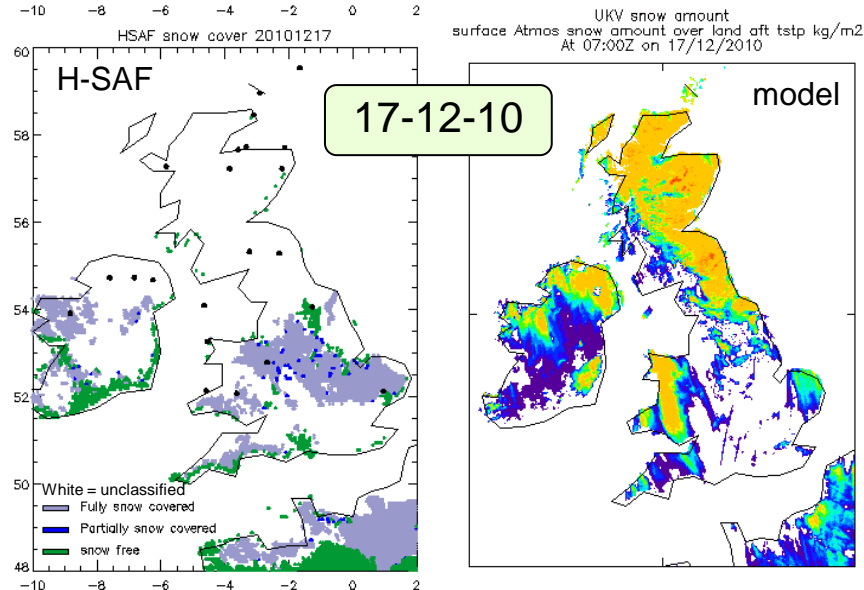 -10 -8 -6 -4 -2 0 2
HSAF snow cover 20101217
UKV snow amount
surface Atmos snow amount over land aft tstp kg/m2
At 07:00Z on 17/12/2010
H-SAF
17-12-10
model
60
58
56
54
52
50
48
White = unclassified
Fully snow covered
Partially snow covered
snow free
-10 -8 -6 -4 -2 0 2